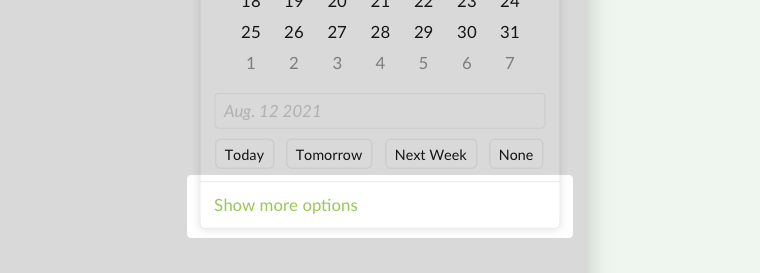 18 19 20 21 22 23 24
25 26 27 28 29 30 31
1 2 3 4 5 6 7
Aug. 12 2021
Today Tomorrow Next Week None
Show more options